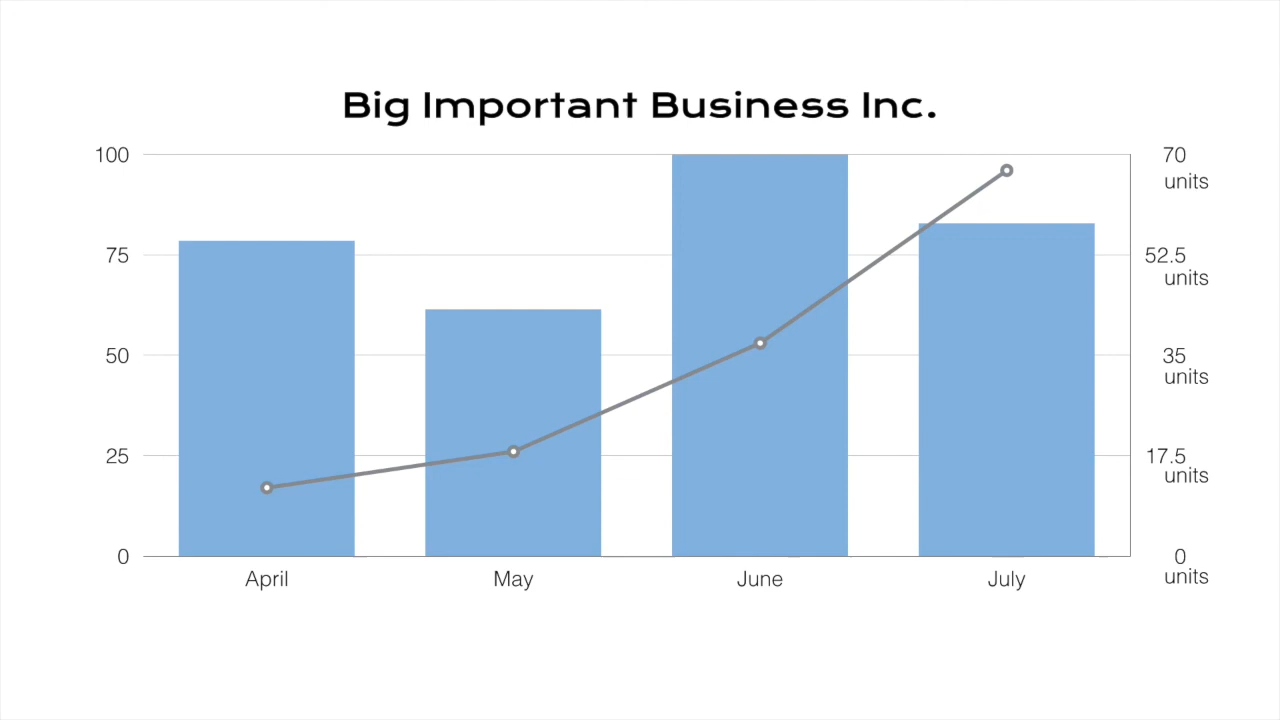 Big Important Business Inc.
100
75
50
25
0
70
units
52.5
units
35
units
17.5
units
0
units
April May June July